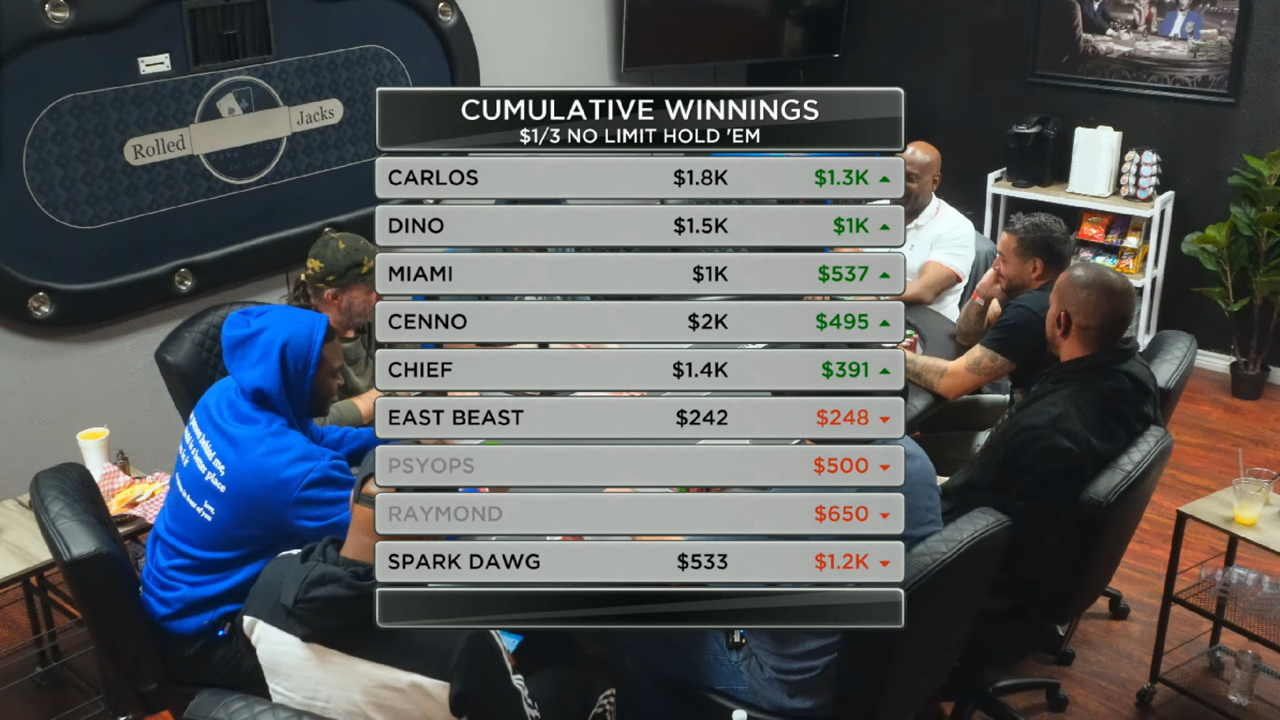 Rolled
Jacks
CUMULATIVE WINNINGS
$1/3 NO LIMIT HOLD 'EM
CARLOS $1.8K $1.3K
DINO $1.5K $1K
MIAMI $1K $537
CENNO $2K $495
CHIEF $1.4K $391
EAST BEAST $242 $248
PSYOPS $500
RAYMOND $650
SPARK DAWG $533 $1.2K